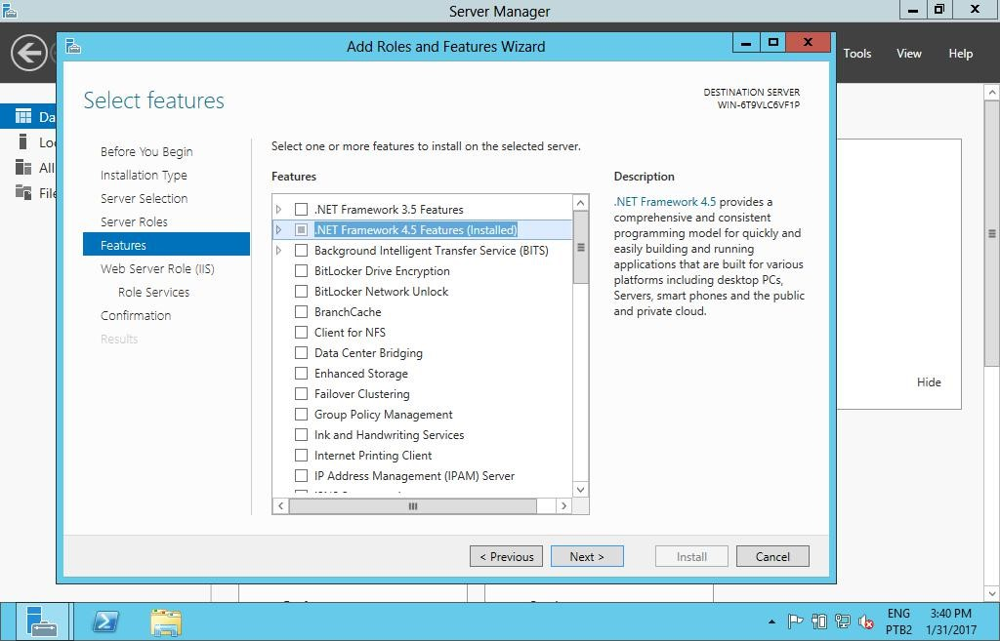 Server Manager
Add Roles and Features Wizard
Tools
View
Help
Select features
DESTINATION SERVER
WIN-6T9VLC6VF1P
Before You Begin
Installation Type
Server Selection
Server Roles
Features
Web Server Role (IIS)
Role Services
Confirmation
Results
Select one or more features to install on the selected server.
Features
.NET Framework 3.5 Features
.NET Framework 4.5 Features (Installed)
Background Intelligent Transfer Service (BITS)
BitLocker Drive Encryption
BitLocker Network Unlock
BranchCache
Client for NFS
Data Center Bridging
Enhanced Storage
Failover Clustering
Group Policy Management
Ink and Handwriting Services
Internet Printing Client
IP Address Management (IPAM) Server
Description
.NET Framework 4.5 provides a
comprehensive and consistent
programming model for quickly and
easily building and running
applications that are built for various
platforms including desktop PCs,
Servers, smart phones and the public
and private cloud.
Hide
< Previous
Next >
Install
Cancel
ENG
PTB2
3:40 PM
1/31/2017